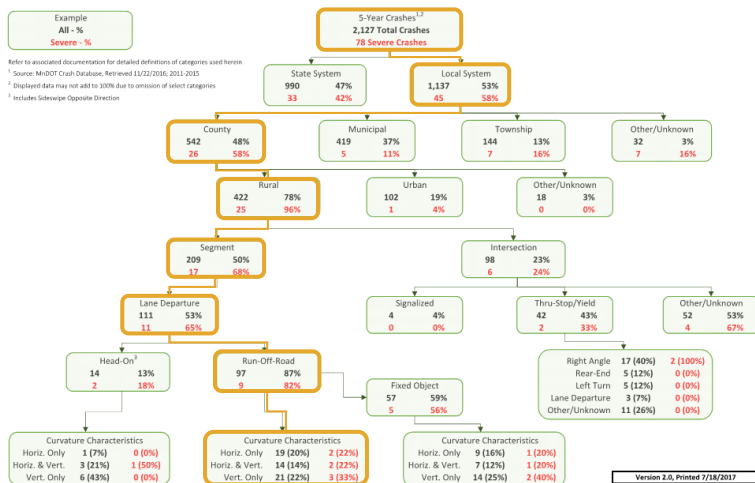 Example
All - %
Severe - %
5-Year Crashes1,2
2,127 Total Crashes
78 Severe Crashes
Refer to associated documentation for detailed definitions of categories used herein
1 Source: MnDOT Crash Database, Retrieved 11/22/2016; 2011-2015
2 Displayed data may not add to 100% due to omission of select categories
3 Includes Sideswipe Opposite Direction
State System
990 47%
33 42%
Local System
1,137 53%
45 58%
County
542 48%
26 58%
Municipal
419 37%
5 11%
Township
144 13%
7 16%
Other/Unknown
32 3%
7 16%
Rural
422 78%
25 96%
Urban
102 19%
1 4%
Other/Unknown
18 3%
0 0%
Segment
209 50%
17 68%
Intersection
98 23%
6 24%
Lane Departure
111 53%
11 65%
Signalized
4 4%
0 0%
Thru-Stop/Yield
42 43%
2 33%
Other/Unknown
52 53%
4 67%
Head-On3
14 13%
2 18%
Run-Off-Road
97 87%
9 82%
Fixed Object
57 59%
5 56%
Right Angle 17 (40%) 2 (100%)
Rear-End 5 (12%) 0 (0%)
Left Turn 5 (12%) 0 (0%)
Lane Departure 3 (7%) 0 (0%)
Other/Unknown 11 (26%) 0 (0%)
Curvature Characteristics
Horiz. Only 1 (7%) 0 (0%)
Horiz. & Vert. 3 (21%) 1 (50%)
Vert. Only 6 (43%) 0 (0%)
Curvature Characteristics
Horiz. Only 19 (20%) 2 (22%)
Horiz. & Vert. 14 (14%) 2 (22%)
Vert. Only 21 (22%) 3 (33%)
Curvature Characteristics
Horiz. Only 9 (16%) 1 (20%)
Horiz. & Vert. 7 (12%) 1 (20%)
Vert. Only 14 (25%) 2 (40%)
Version 2.0, Printed 7/18/2017